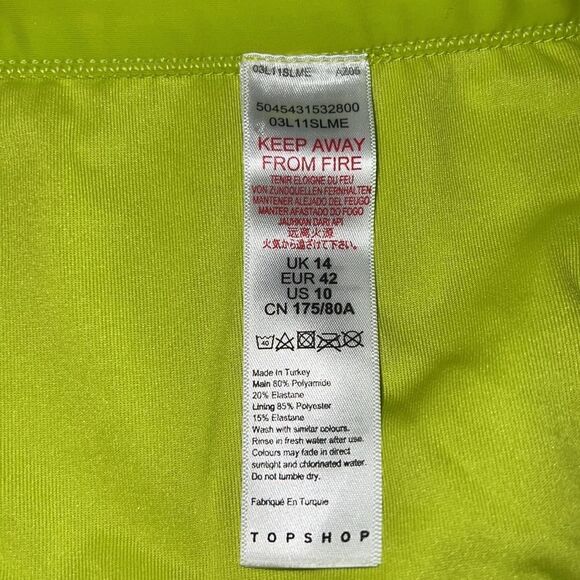 03L11SLME AZ06
5045431532800
03L11SLME
KEEP AWAY
FROM FIRE
TENIR ELOIGNE DU FEU
VON ZUNDQUELLEN FERNHALTEN
MANTENER ALEJADO DEL FEUGO
MANTER AFASTADO DO FOGO
JAUHKAN DARI API
远离火源
火気から遠ざけて下さい。
UK 14
EUR 42
US 10
CN 175/80A
40
Made in Turkey
Main 80% Polyamide
20% Elastane
Lining 85% Polyester
15% Elastane
Wash with similar colours.
Rinse in fresh water after use.
Colours may fade in direct
sunlight and chlorinated water.
Do not tumble dry.
Fabriqué En Turquie
TOPSHOP